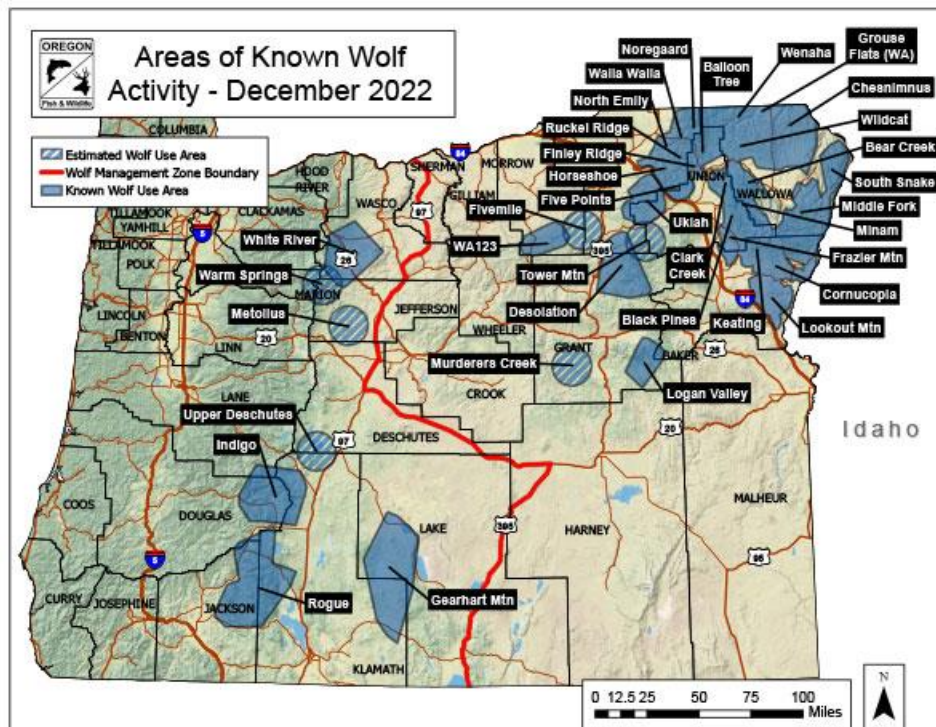 OREGON
Fish & Wildlife
Areas of Known Wolf
Activity - December 2022
Estimated Wolf Use Area
Wolf Management Zone Boundary
Known Wolf Use Area
Noregaard
Balloon
Tree
Wenaha
Grouse
Flats (WA)
Walla Walla
Chesnimnus
North Emily
Wildcat
Ruckel Ridge
Bear Creek
Finley Ridge
South Snake
Horseshoe
Middle Fork
Five Points
Minam
Ukiah
Frazier Mtn
Clark
Creek
Cornucopia
Fivemile
WA123
Tower Mtn
Desolation
Black Pines
Keating
Lookout Mtn
White River
Warm Springs
Metolius
Murderers Creek
Logan Valley
Upper Deschutes
Indigo
Rogue
Gearhart Mtn
COLUMBIA
TILLAMOOK
YAMHILL
TILLAMOOK
POLK
LINCOLN
BENTON
LINN
MARION
CLACKAMAS
HOOD
RIVER
WASCO
SHERMAN
GILLIAM
MORROW
UNION
WALLOWA
JEFFERSON
WHEELER
GRANT
BAKER
CROOK
LANE
DESCHUTES
COOS
DOUGLAS
LAKE
HARNEY
MALHEUR
CURRY
JOSEPHINE
JACKSON
KLAMATH
Idaho
84
97
5
26
395
84
20
26
97
20
395
95
5
N
0 12.5 25 50 75 100
Miles